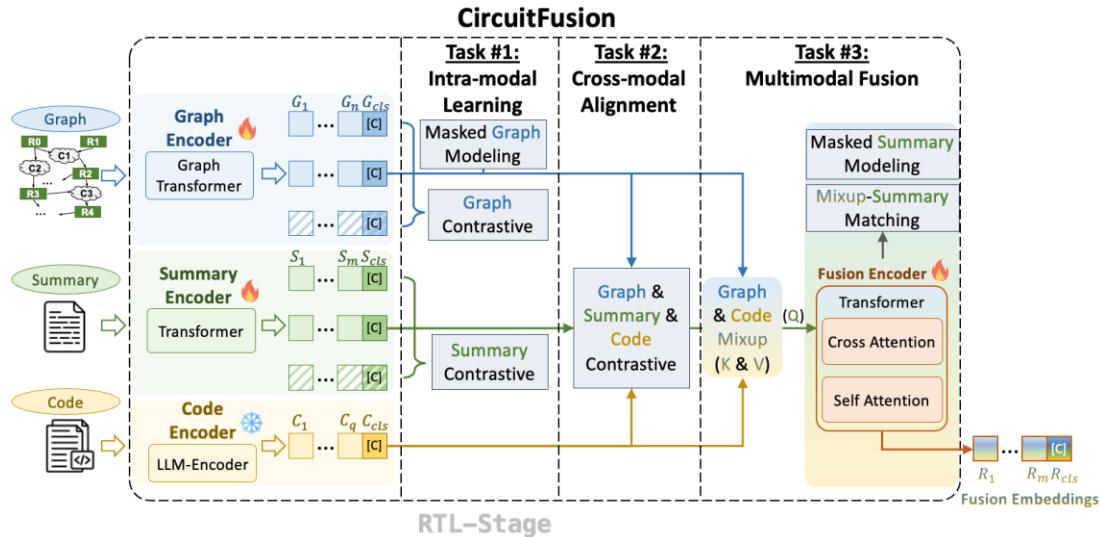 CircuitFusion
Task #1:
Intra-modal
Learning
Task #2:
Cross-modal
Alignment
Task #3:
Multimodal Fusion
Graph
R0
R1
C1
C2
R2
...
R3
C3
...
R4
Graph
Encoder
Graph
Transformer
G1 ... Gn Gcls
[C]
[C]
[C]
Masked Graph
Modeling
Graph
Contrastive
Summary
Summary
Encoder
Transformer
S1 ... Sm Scls
[C]
[C]
[C]
Summary
Contrastive
Code
</>
Code
Encoder
LLM-Encoder
C1 ... Cq Ccls
[C]
Graph &
Summary &
Code
Contrastive
Graph
& Code
Mixup
(K & V)
(Q)
Masked Summary
Modeling
Mixup-Summary
Matching
Fusion Encoder
Transformer
Cross Attention
Self Attention
[C]
R1 ... Rm Rcls
Fusion Embeddings
RTL-Stage